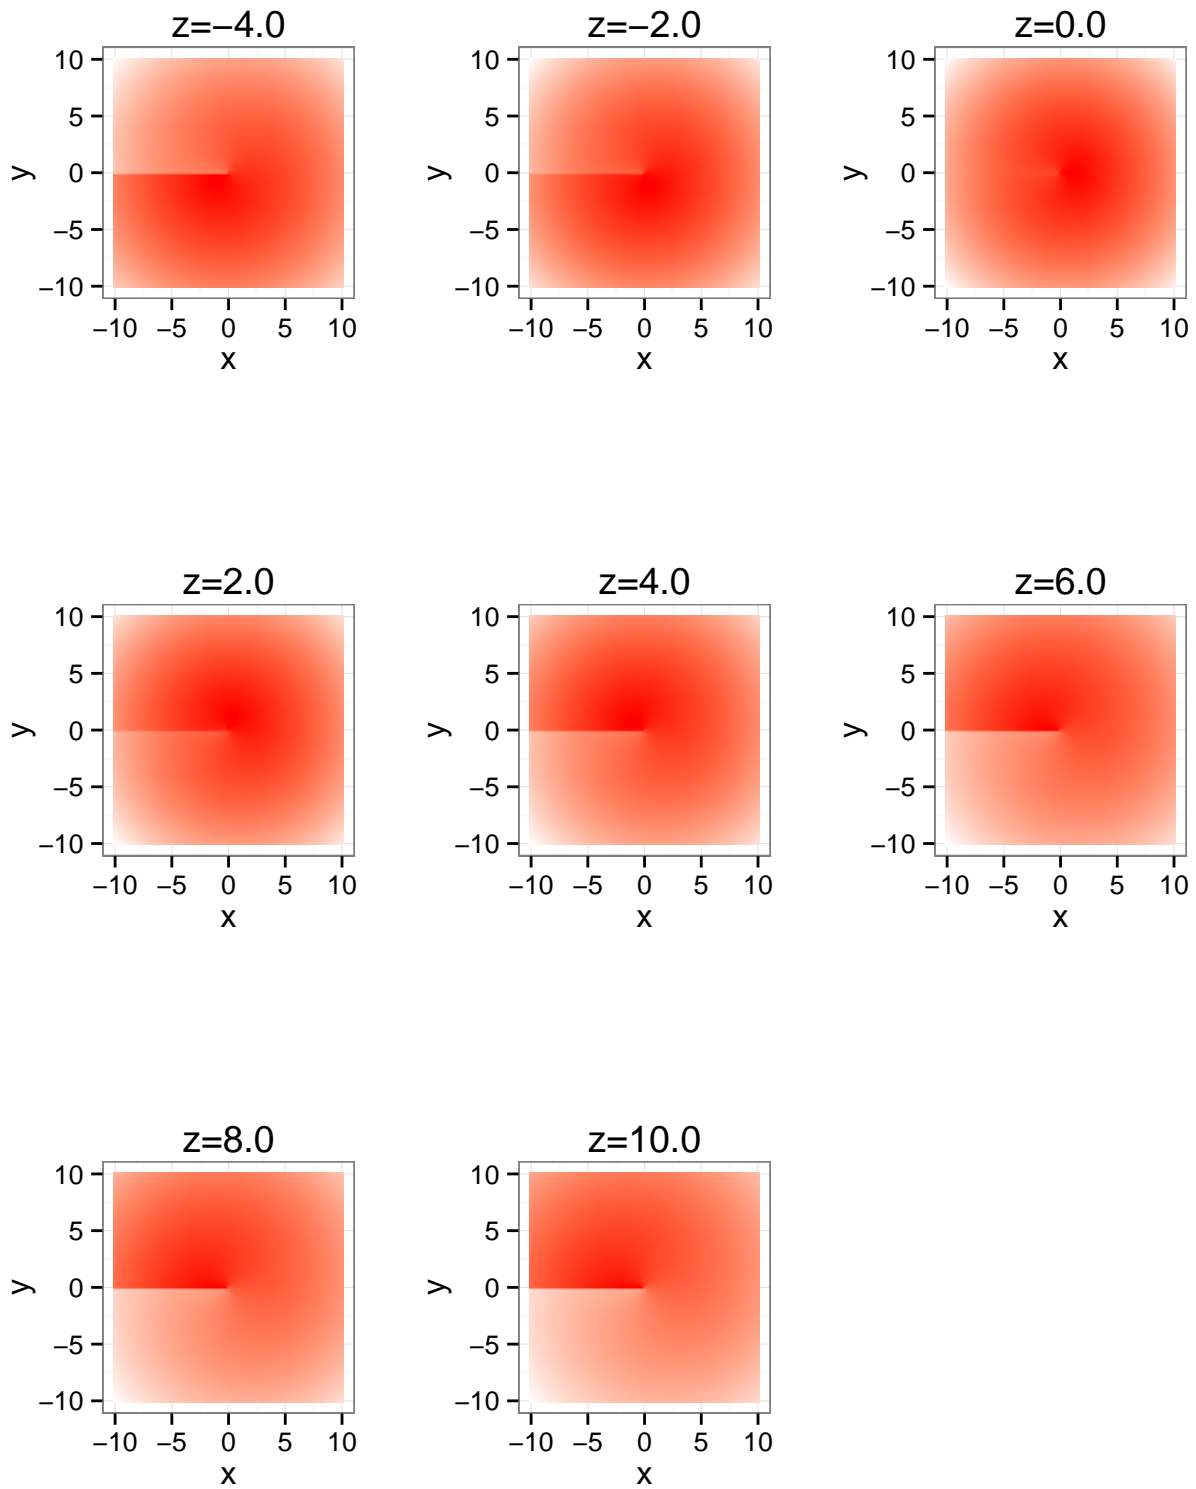 z=−4.0 z=−2.0 z=0.0
10 10 10
5 5 5
y 0 y 0 y 0
−5 −5 −5
−10 −10 −10
−10 −5 0 5 10 −10 −5 0 5 10 −10 −5 0 5 10
x x x
z=2.0 z=4.0 z=6.0
10 10 10
5 5 5
y 0 y 0 y 0
−5 −5 −5
−10 −10 −10
−10 −5 0 5 10 −10 −5 0 5 10 −10 −5 0 5 10
x x x
z=8.0 z=10.0
10 10
5 5
y 0 y 0
−5 −5
−10 −10
−10 −5 0 5 10 −10 −5 0 5 10
x x